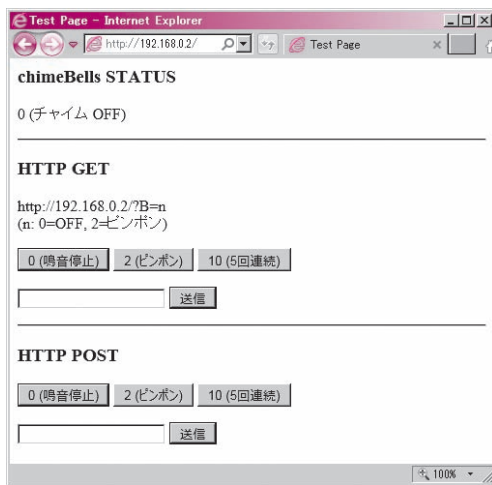 Test Page - Internet Explorer
http://192.168.0.2/
Test Page
chimeBells STATUS
0 (チャイム OFF)
HTTP GET
http://192.168.0.2/?B=n
(n: 0=OFF, 2=ピンポン)
0 (鳴音停止) 2 (ピンポン) 10 (5回連続)
送信
HTTP POST
0 (鳴音停止) 2 (ピンポン) 10 (5回連続)
送信
100%